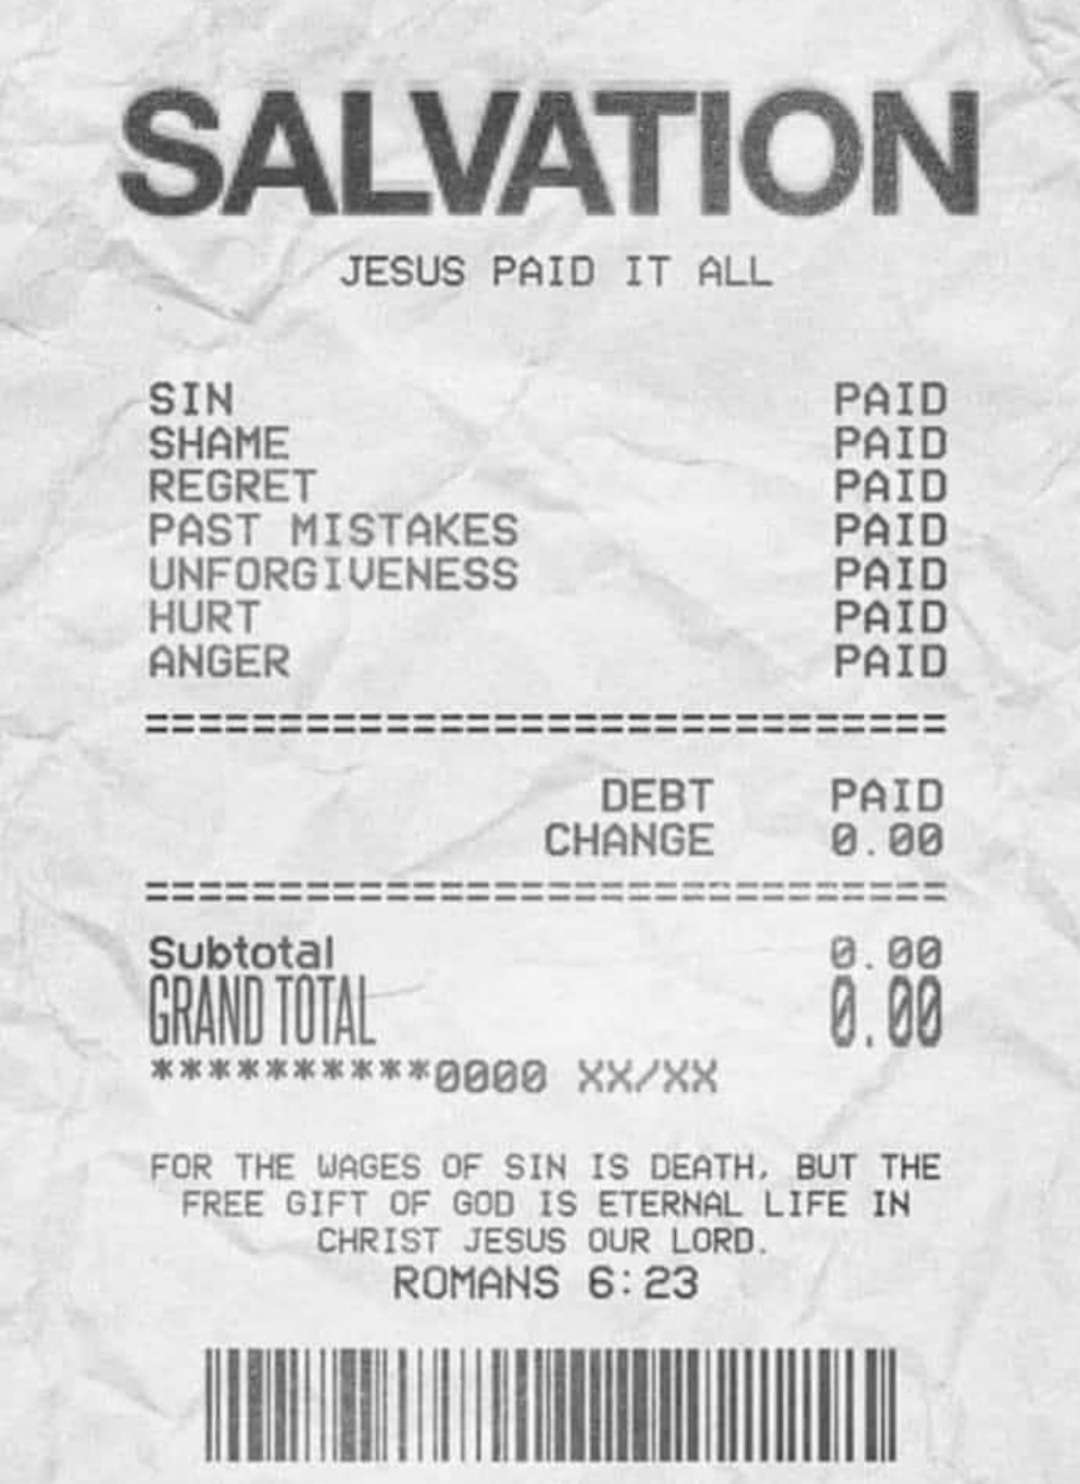 SALVATION
JESUS PAID IT ALL
SIN PAID
SHAME PAID
REGRET PAID
PAST MISTAKES PAID
UNFORGIVENESS PAID
HURT PAID
ANGER PAID
==============================
DEBT PAID
CHANGE 0.00
==============================
Subtotal 0.00
GRAND TOTAL 0.00
**********0000 XX/XX
FOR THE WAGES OF SIN IS DEATH, BUT THE
FREE GIFT OF GOD IS ETERNAL LIFE IN
CHRIST JESUS OUR LORD.
ROMANS 6:23